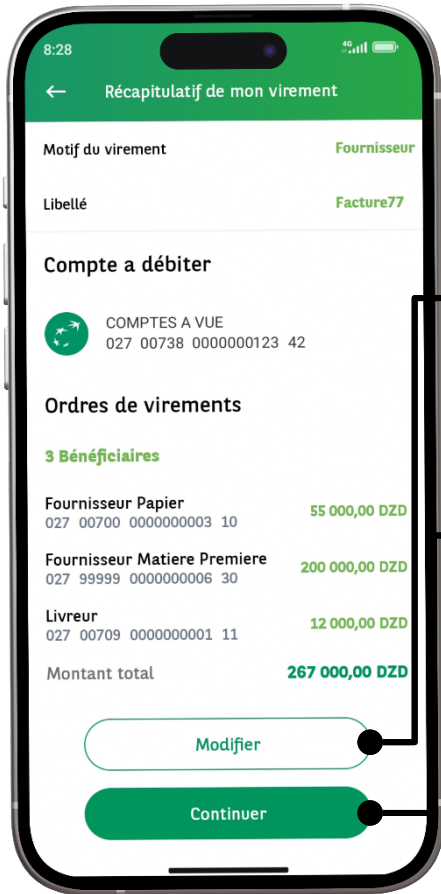 8:28
4G
Récapitulatif de mon virement
Motif du virement Fournisseur
Libellé Facture77
Compte a débiter
COMPTES A VUE
027 00738 0000000123 42
Ordres de virements
3 Bénéficiaires
Fournisseur Papier
55 000,00 DZD
027 00700 0000000003 10
Fournisseur Matiere Premiere
200 000,00 DZD
027 99999 0000000006 30
Livreur
12 000,00 DZD
027 00709 0000000001 11
Montant total 267 000,00 DZD
Modifier
Continuer